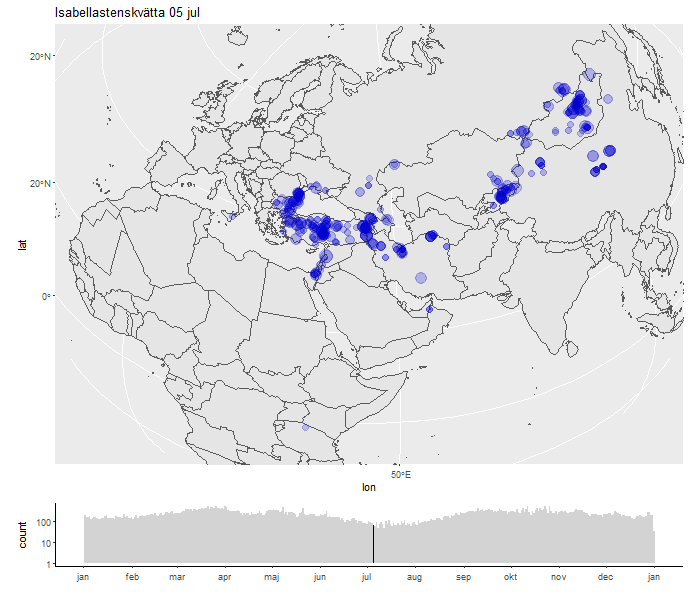 Isabellastenskvätta 05 jul
20°N
20°N
0°
lat
50°E
lon
count
100
10
1
jan feb mar apr maj jun jul aug sep okt nov dec jan